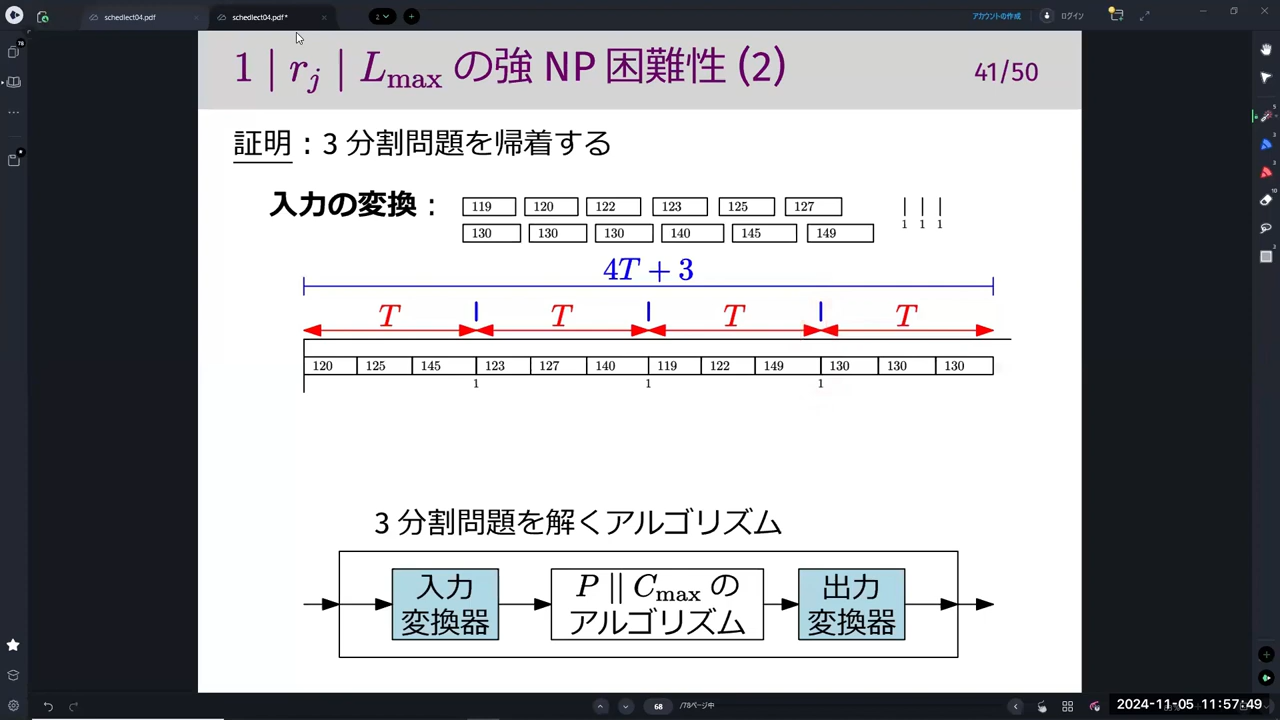 schedlect04.pdf
schedlect04.pdf*
2
アカウントの作成
ログイン
78
1 | r_j | L_max の強 NP 困難性 (2)
41/50
証明：3 分割問題を帰着する
入力の変換：
119 120 122 123 125 127
130 130 130 140 145 149
1 1 1
4T + 3
T T T T
120 125 145 123 127 140 119 122 149 130 130 130
1 1 1
3 分割問題を解くアルゴリズム
入力
変換器
P || C_max の
アルゴリズム
出力
変換器
68 /78ページ中
2024-11-05 11:57:49